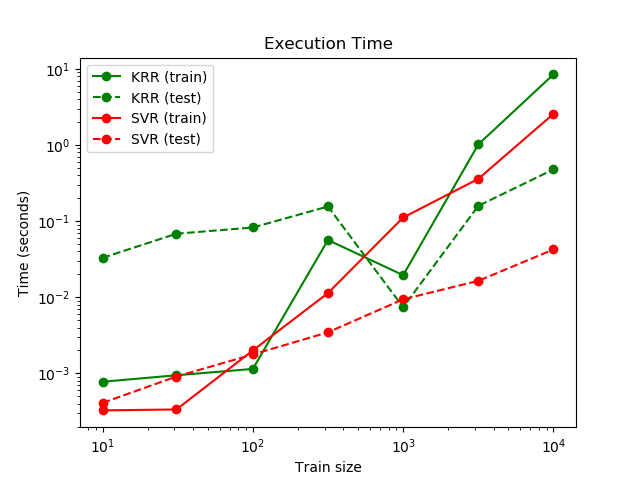 Execution Time
KRR (train)
KRR (test)
SVR (train)
SVR (test)
Time (seconds)
10¹
10⁰
10⁻¹
10⁻²
10⁻³
10¹ 10² 10³ 10⁴
Train size